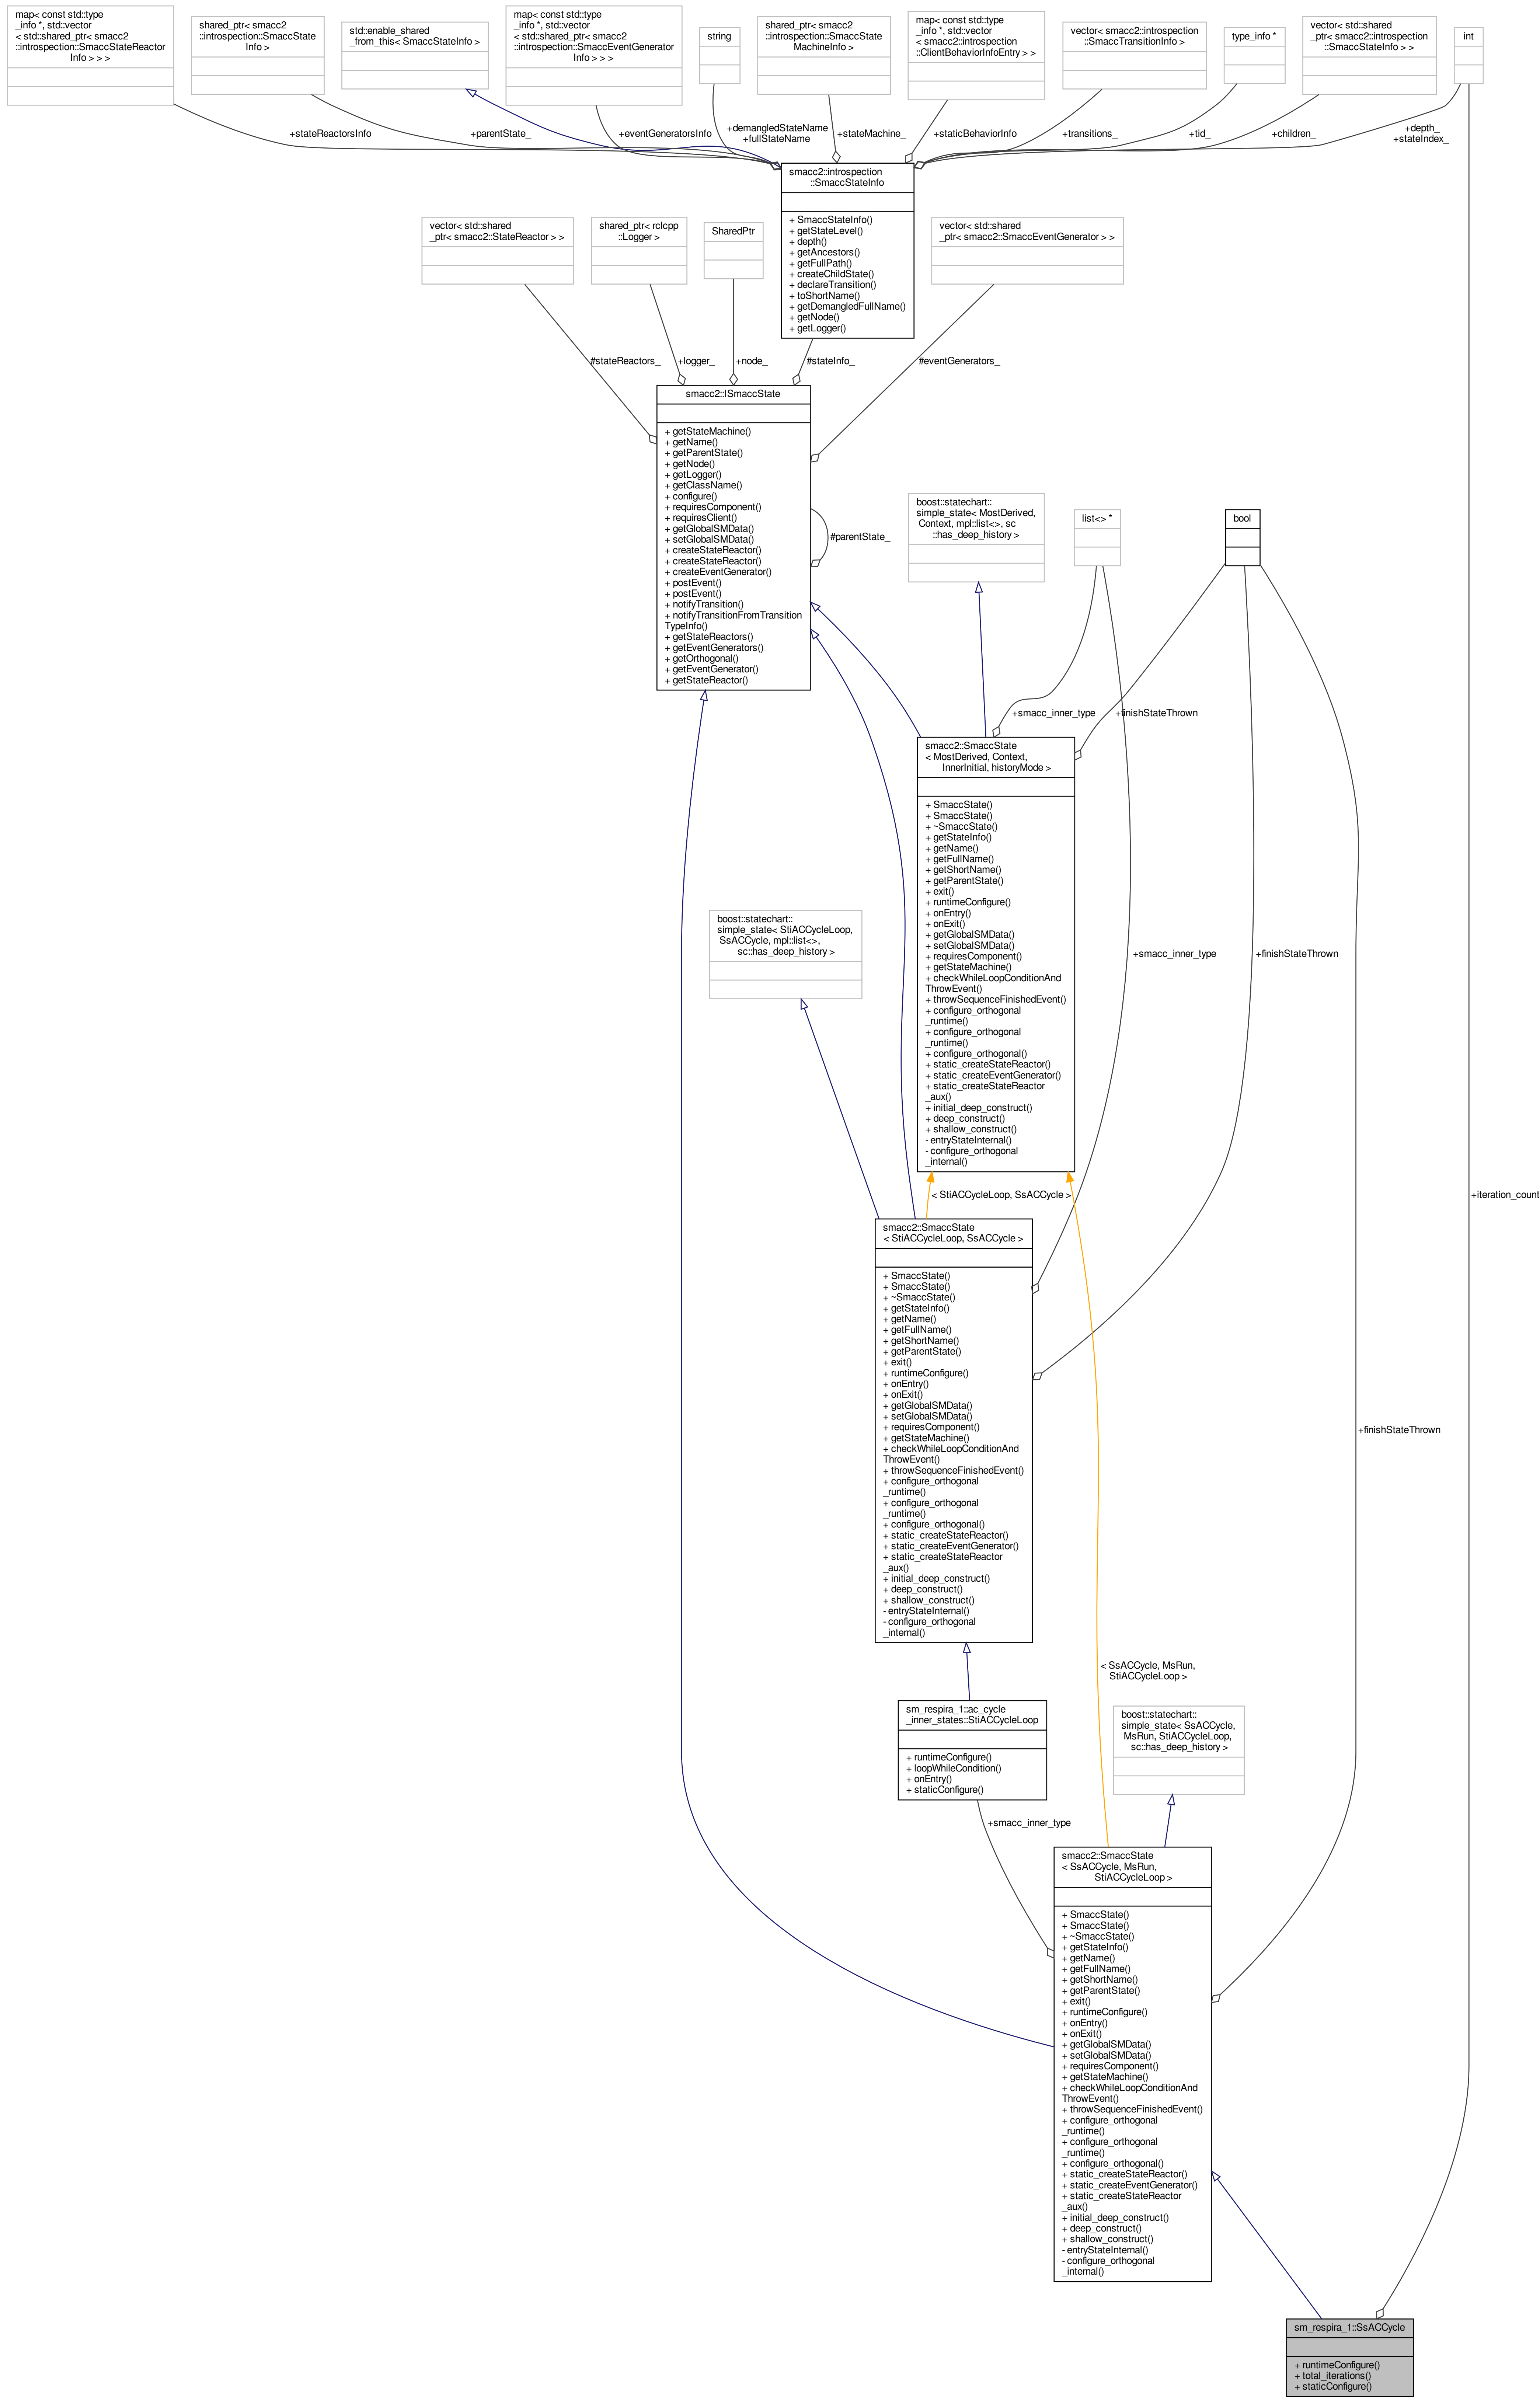 map< const std::type
_info *, std::vector
< std::shared_ptr< smacc2
::introspection::SmaccStateReactor
Info > > >
shared_ptr< smacc2
::introspection::SmaccState
Info >
std::enable_shared
_from_this< SmaccStateInfo >
map< const std::type
_info *, std::vector
< std::shared_ptr< smacc2
::introspection::SmaccEventGenerator
Info > > >
string
shared_ptr< smacc2
::introspection::SmaccState
MachineInfo >
map< const std::type
_info *, std::vector
< smacc2::introspection
::ClientBehaviorInfoEntry > >
vector< smacc2::introspection
::SmaccTransitionInfo >
type_info *
vector< std::shared
_ptr< smacc2::introspection
::SmaccStateInfo > >
int
+stateReactorsInfo
+parentState_
+eventGeneratorsInfo
+demangledStateName
+fullStateName
+stateMachine_
+staticBehaviorInfo
+transitions_
+tid_
+children_
+depth_
+stateIndex_
smacc2::introspection
::SmaccStateInfo
+ SmaccStateInfo()
+ getStateLevel()
+ depth()
+ getAncestors()
+ getFullPath()
+ createChildState()
+ declareTransition()
+ toShortName()
+ getDemangledFullName()
+ getNode()
+ getLogger()
vector< std::shared
_ptr< smacc2::StateReactor > >
shared_ptr< rclcpp
::Logger >
SharedPtr
vector< std::shared
_ptr< smacc2::SmaccEventGenerator > >
#stateReactors_
+logger_
+node_
#stateInfo_
#eventGenerators_
smacc2::ISmaccState
+ getStateMachine()
+ getName()
+ getParentState()
+ getNode()
+ getLogger()
+ getClassName()
+ configure()
+ requiresComponent()
+ requiresClient()
+ getGlobalSMData()
+ setGlobalSMData()
+ createStateReactor()
+ createStateReactor()
+ createEventGenerator()
+ postEvent()
+ postEvent()
+ notifyTransition()
+ notifyTransitionFromTransition
TypeInfo()
+ getStateReactors()
+ getEventGenerators()
+ getOrthogonal()
+ getEventGenerator()
+ getStateReactor()
#parentState_
boost::statechart::
simple_state< MostDerived,
Context, mpl::list<>, sc
::has_deep_history >
list<> *
bool
+smacc_inner_type
+finishStateThrown
smacc2::SmaccState
< MostDerived, Context,
InnerInitial, historyMode >
+ SmaccState()
+ SmaccState()
+ ~SmaccState()
+ getStateInfo()
+ getName()
+ getFullName()
+ getShortName()
+ getParentState()
+ exit()
+ runtimeConfigure()
+ onEntry()
+ onExit()
+ getGlobalSMData()
+ setGlobalSMData()
+ requiresComponent()
+ getStateMachine()
+ checkWhileLoopConditionAnd
ThrowEvent()
+ throwSequenceFinishedEvent()
+ configure_orthogonal
_runtime()
+ configure_orthogonal
_runtime()
+ configure_orthogonal()
+ static_createStateReactor()
+ static_createEventGenerator()
+ static_createStateReactor
_aux()
+ initial_deep_construct()
+ deep_construct()
+ shallow_construct()
- entryStateInternal()
- configure_orthogonal
_internal()
boost::statechart::
simple_state< StiACCycleLoop,
SsACCycle, mpl::list<>,
sc::has_deep_history >
+smacc_inner_type
+finishStateThrown
< StiACCycleLoop, SsACCycle >
+iteration_count
smacc2::SmaccState
< StiACCycleLoop, SsACCycle >
+ SmaccState()
+ SmaccState()
+ ~SmaccState()
+ getStateInfo()
+ getName()
+ getFullName()
+ getShortName()
+ getParentState()
+ exit()
+ runtimeConfigure()
+ onEntry()
+ onExit()
+ getGlobalSMData()
+ setGlobalSMData()
+ requiresComponent()
+ getStateMachine()
+ checkWhileLoopConditionAnd
ThrowEvent()
+ throwSequenceFinishedEvent()
+ configure_orthogonal
_runtime()
+ configure_orthogonal
_runtime()
+ configure_orthogonal()
+ static_createStateReactor()
+ static_createEventGenerator()
+ static_createStateReactor
_aux()
+ initial_deep_construct()
+ deep_construct()
+ shallow_construct()
- entryStateInternal()
- configure_orthogonal
_internal()
+finishStateThrown
< SsACCycle, MsRun,
StiACCycleLoop >
sm_respira_1::ac_cycle
_inner_states::StiACCycleLoop
+ runtimeConfigure()
+ loopWhileCondition()
+ onEntry()
+ staticConfigure()
boost::statechart::
simple_state< SsACCycle,
MsRun, StiACCycleLoop,
sc::has_deep_history >
+smacc_inner_type
smacc2::SmaccState
< SsACCycle, MsRun,
StiACCycleLoop >
+ SmaccState()
+ SmaccState()
+ ~SmaccState()
+ getStateInfo()
+ getName()
+ getFullName()
+ getShortName()
+ getParentState()
+ exit()
+ runtimeConfigure()
+ onEntry()
+ onExit()
+ getGlobalSMData()
+ setGlobalSMData()
+ requiresComponent()
+ getStateMachine()
+ checkWhileLoopConditionAnd
ThrowEvent()
+ throwSequenceFinishedEvent()
+ configure_orthogonal
_runtime()
+ configure_orthogonal
_runtime()
+ configure_orthogonal()
+ static_createStateReactor()
+ static_createEventGenerator()
+ static_createStateReactor
_aux()
+ initial_deep_construct()
+ deep_construct()
+ shallow_construct()
- entryStateInternal()
- configure_orthogonal
_internal()
sm_respira_1::SsACCycle
+ runtimeConfigure()
+ total_iterations()
+ staticConfigure()